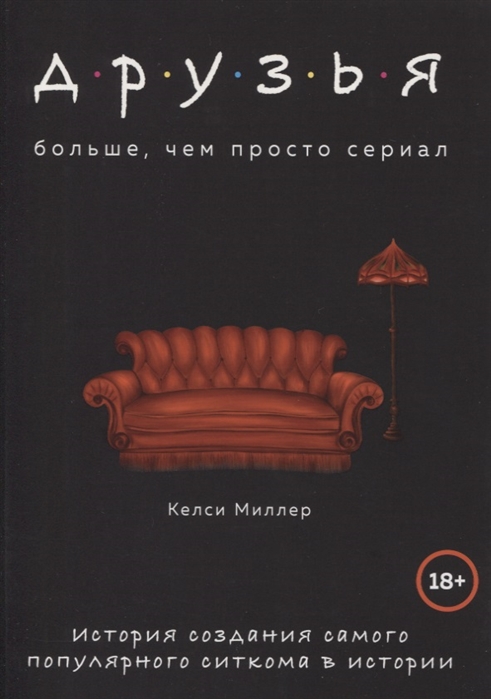 Д·Р·У·З·Ь·Я
больше, чем просто сериал
Келси Миллер
18+
История создания самого
популярного ситкома в истории